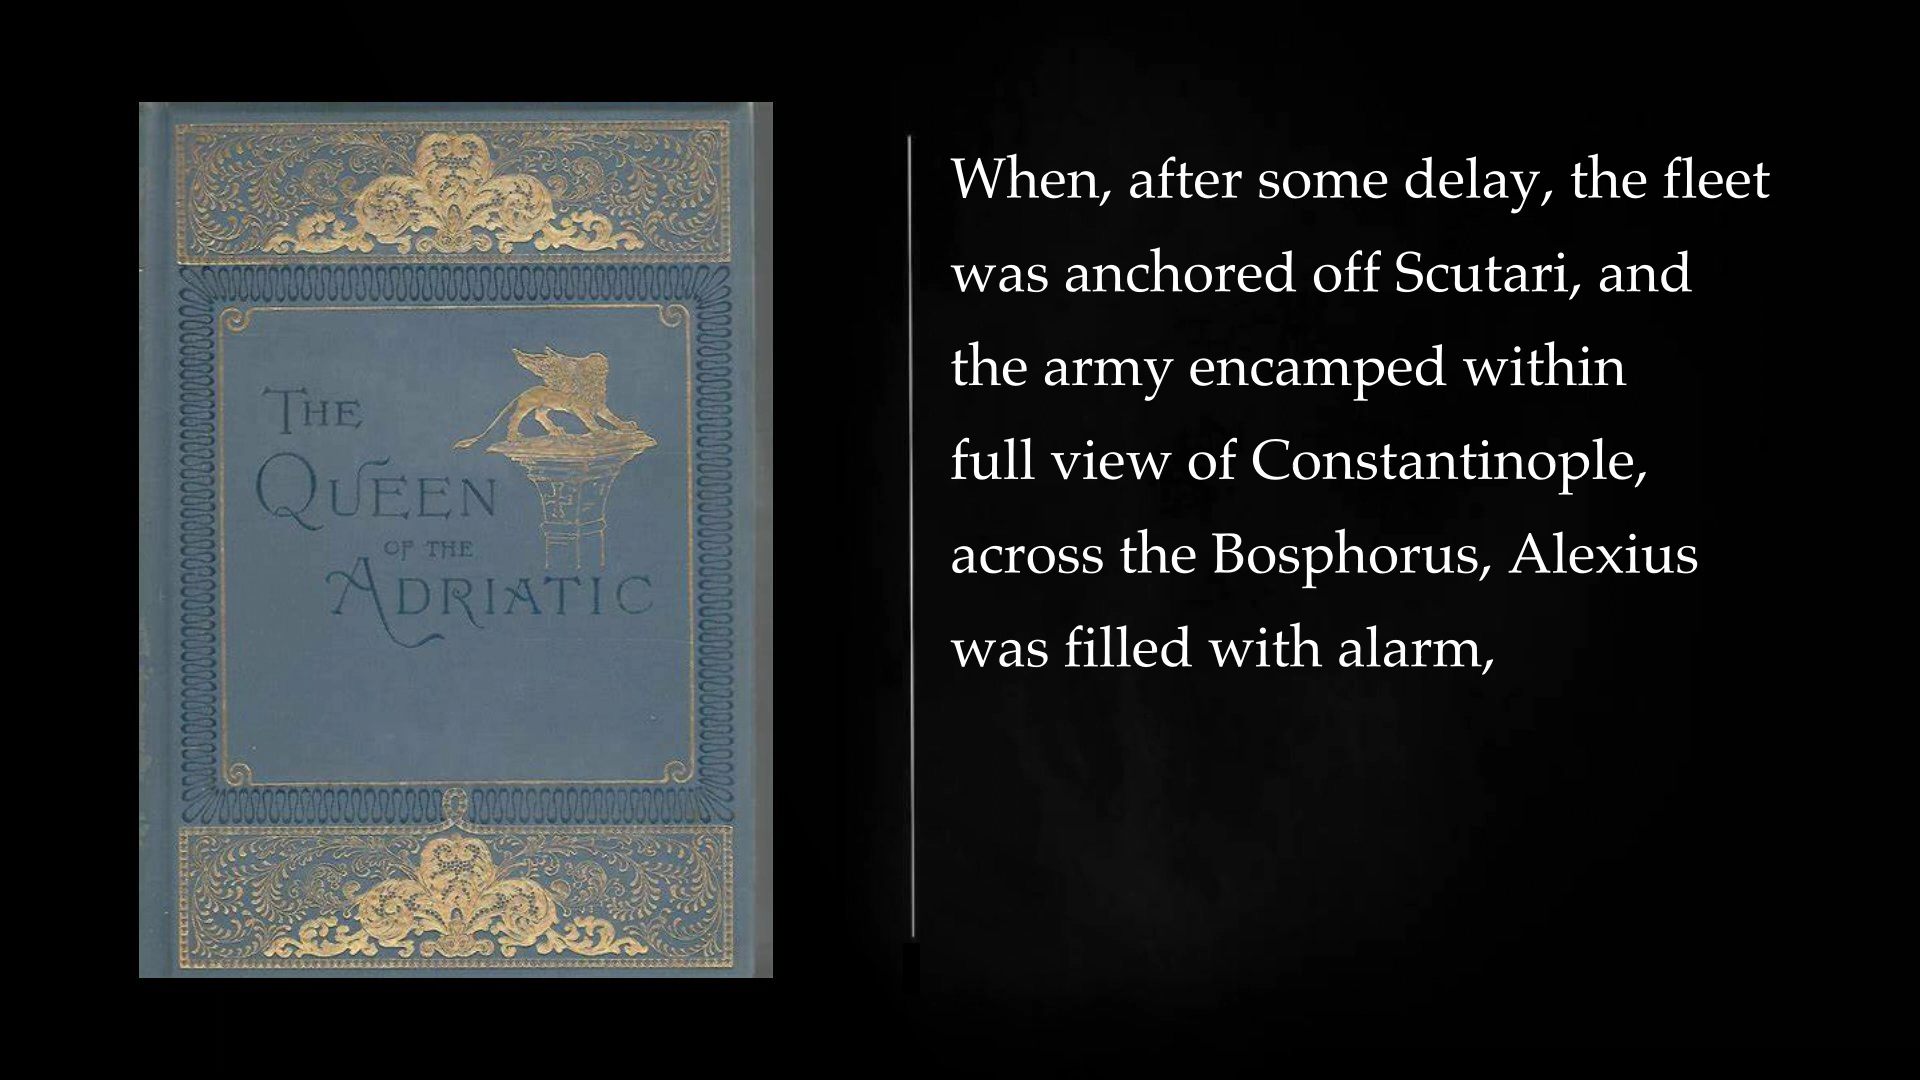 THE
QUEEN
OF THE
ADRIATIC
When, after some delay, the fleet
was anchored off Scutari, and
the army encamped within
full view of Constantinople,
across the Bosphorus, Alexius
was filled with alarm,